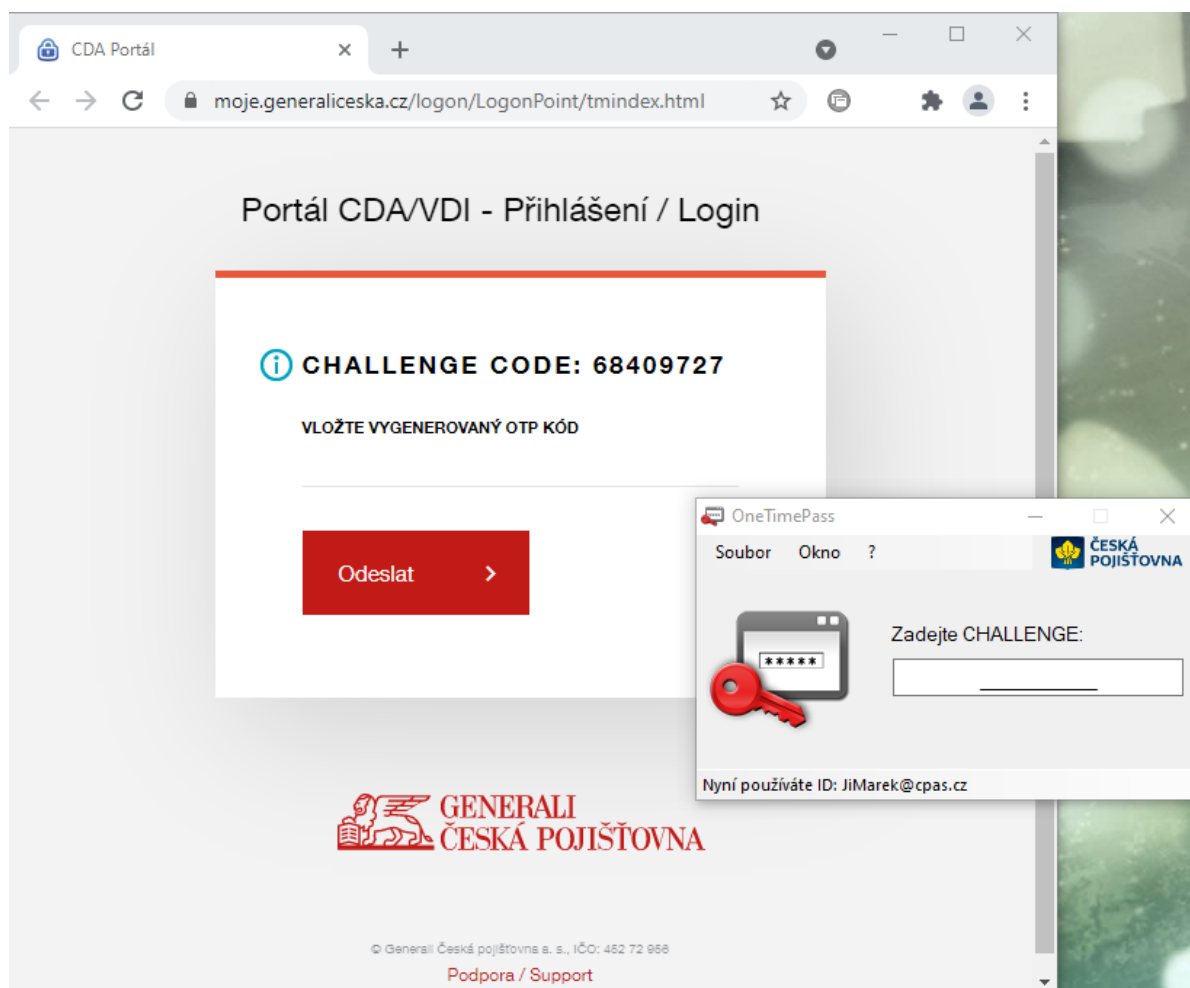 CDA Portál
moje.generaliceska.cz/logon/LogonPoint/tmindex.html
Portál CDA/VDI - Přihlášení / Login
CHALLENGE CODE: 68409727
VLOŽTE VYGENEROVANÝ OTP KÓD
Odeslat
OneTimePass
Soubor Okno ?
ČESKÁ
POJIŠŤOVNA
Zadejte CHALLENGE:
*****
Nyní používáte ID: JiMarek@cpas.cz
GENERALI
ČESKÁ POJIŠŤOVNA
© Generali Česká pojišťovna a. s., IČO: 452 72 956
Podpora / Support